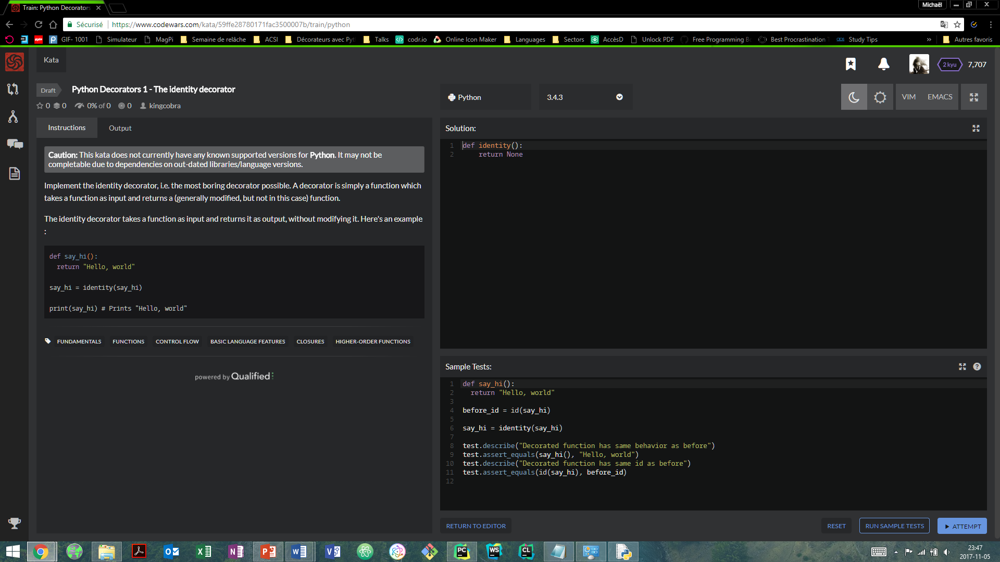 Train: Python Decorators
Michaël
Sécurisé https://www.codewars.com/kata/59ffe28780171fac3500007b/train/python
GIF- 1001 Simulateur MagPi Semaine de relâche ACSI Décorateurs avec Pyt Talks codr.io Online Icon Maker Languages Sectors AccèsD Unlock PDF Free Programming B Best Procrastination Study Tips » Autres favoris
Kata
2 kyu 7,707
Draft Python Decorators 1 - The identity decorator
0 0 0% of 0 0 kingcobra
Python 3.4.3 VIM EMACS
Instructions Output
Caution: This kata does not currently have any known supported versions for Python. It may not be
completable due to dependencies on out-dated libraries/language versions.
Implement the identity decorator, i.e. the most boring decorator possible. A decorator is simply a function which
takes a function as input and returns a (generally modified, but not in this case) function.
The identity decorator takes a function as input and returns it as output, without modifying it. Here's an example
:
def say_hi():
return "Hello, world"
say_hi = identity(say_hi)
print(say_hi) # Prints "Hello, world"
FUNDAMENTALS FUNCTIONS CONTROL FLOW BASIC LANGUAGE FEATURES CLOSURES HIGHER-ORDER FUNCTIONS
powered by Qualified
Solution:
1 def identity():
2 return None
Sample Tests:
1 def say_hi():
2 return "Hello, world"
3
4 before_id = id(say_hi)
5
6 say_hi = identity(say_hi)
7
8 test.describe("Decorated function has same behavior as before")
9 test.assert_equals(say_hi(), "Hello, world")
10 test.describe("Decorated function has same id as before")
11 test.assert_equals(id(say_hi), before_id)
12
RETURN TO EDITOR RESET RUN SAMPLE TESTS ATTEMPT
PC WS CL
23:47
2017-11-05